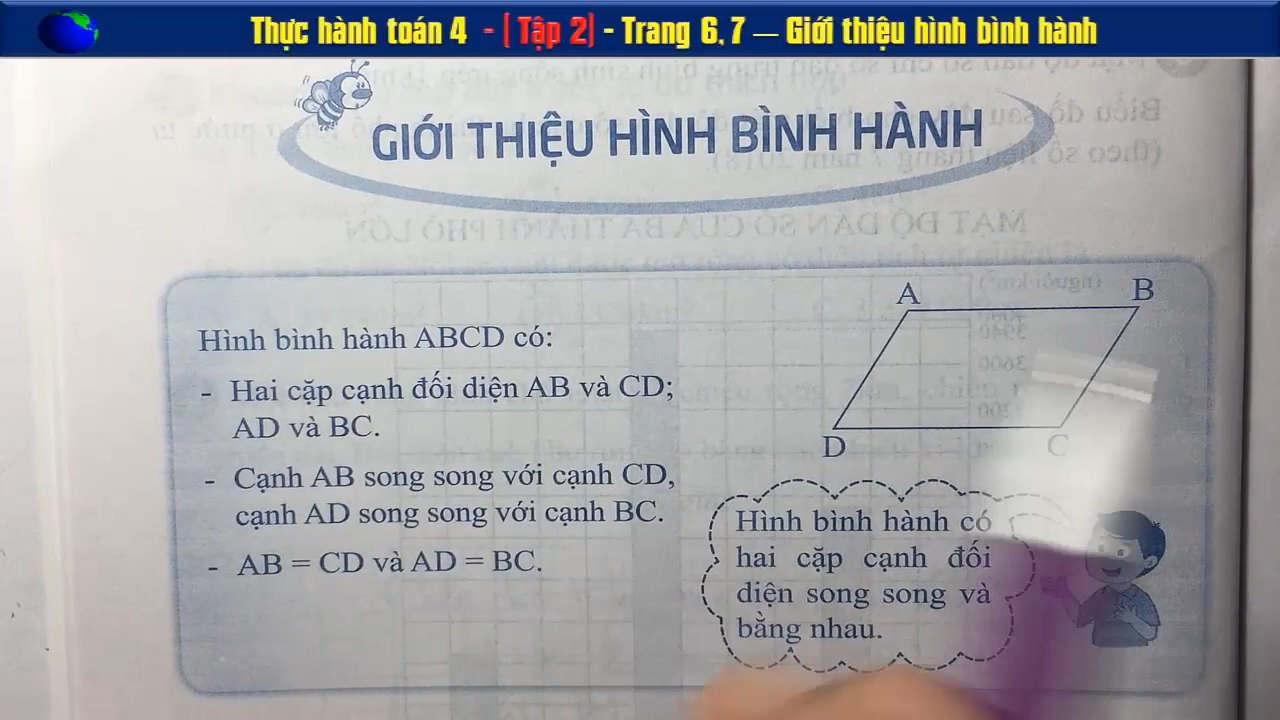 Thực hành toán 4 - [ Tập 2] - Trang 6, 7 — Giới thiệu hình bình hành
GIỚI THIỆU HÌNH BÌNH HÀNH
A
B
Hình bình hành ABCD có:
- Hai cặp cạnh đối diện AB và CD;
AD và BC.
D
C
- Cạnh AB song song với cạnh CD,
cạnh AD song song với cạnh BC.
- AB = CD và AD = BC.
Hình bình hành có
hai cặp cạnh đối
diện song song và
bằng nhau.